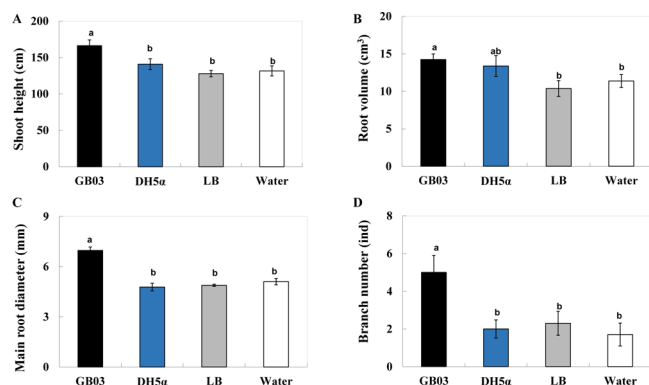 A
Shoot height (cm)
200
150
100
50
0
a
b
b
b
GB03
DH5α
LB
Water
B
Root volume (cm³)
20
15
10
5
0
a
ab
b
b
GB03
DH5α
LB
Water
C
Main root diameter (mm)
9
6
3
0
a
b
b
b
GB03
DH5α
LB
Water
D
Branch number (ind)
8
6
4
2
0
a
b
b
b
GB03
DH5α
LB
Water